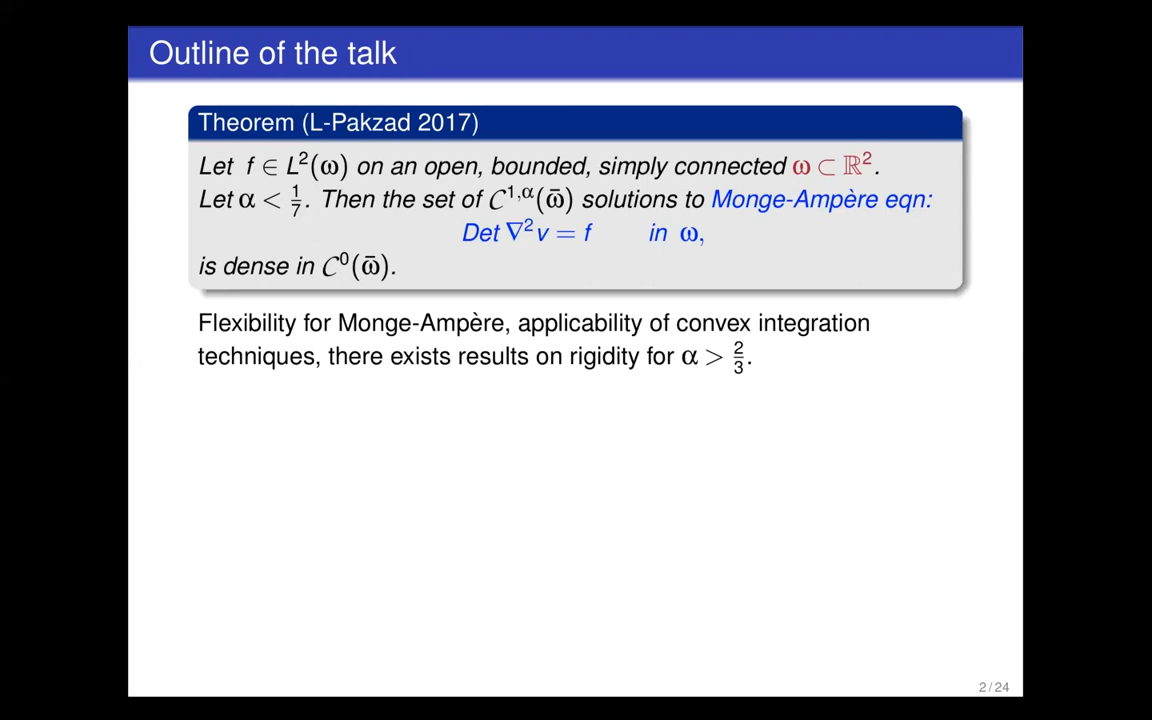 Outline of the talk
Theorem (L-Pakzad 2017)
Let f ∈ L²(ω) on an open, bounded, simply connected ω ⊂ ℝ².
Let α < 1/7. Then the set of C^{1,α}(ω̄) solutions to Monge-Ampère eqn:
Det ∇²v = f in ω,
is dense in C⁰(ω̄).
Flexibility for Monge-Ampère, applicability of convex integration
techniques, there exists results on rigidity for α > 2/3.
2 / 24